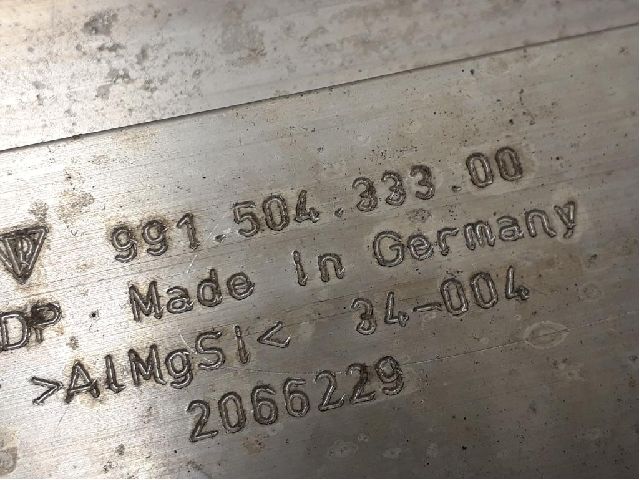 991.504.333.00
DP Made in Germany
>AlMgSi< 34-004
2066229